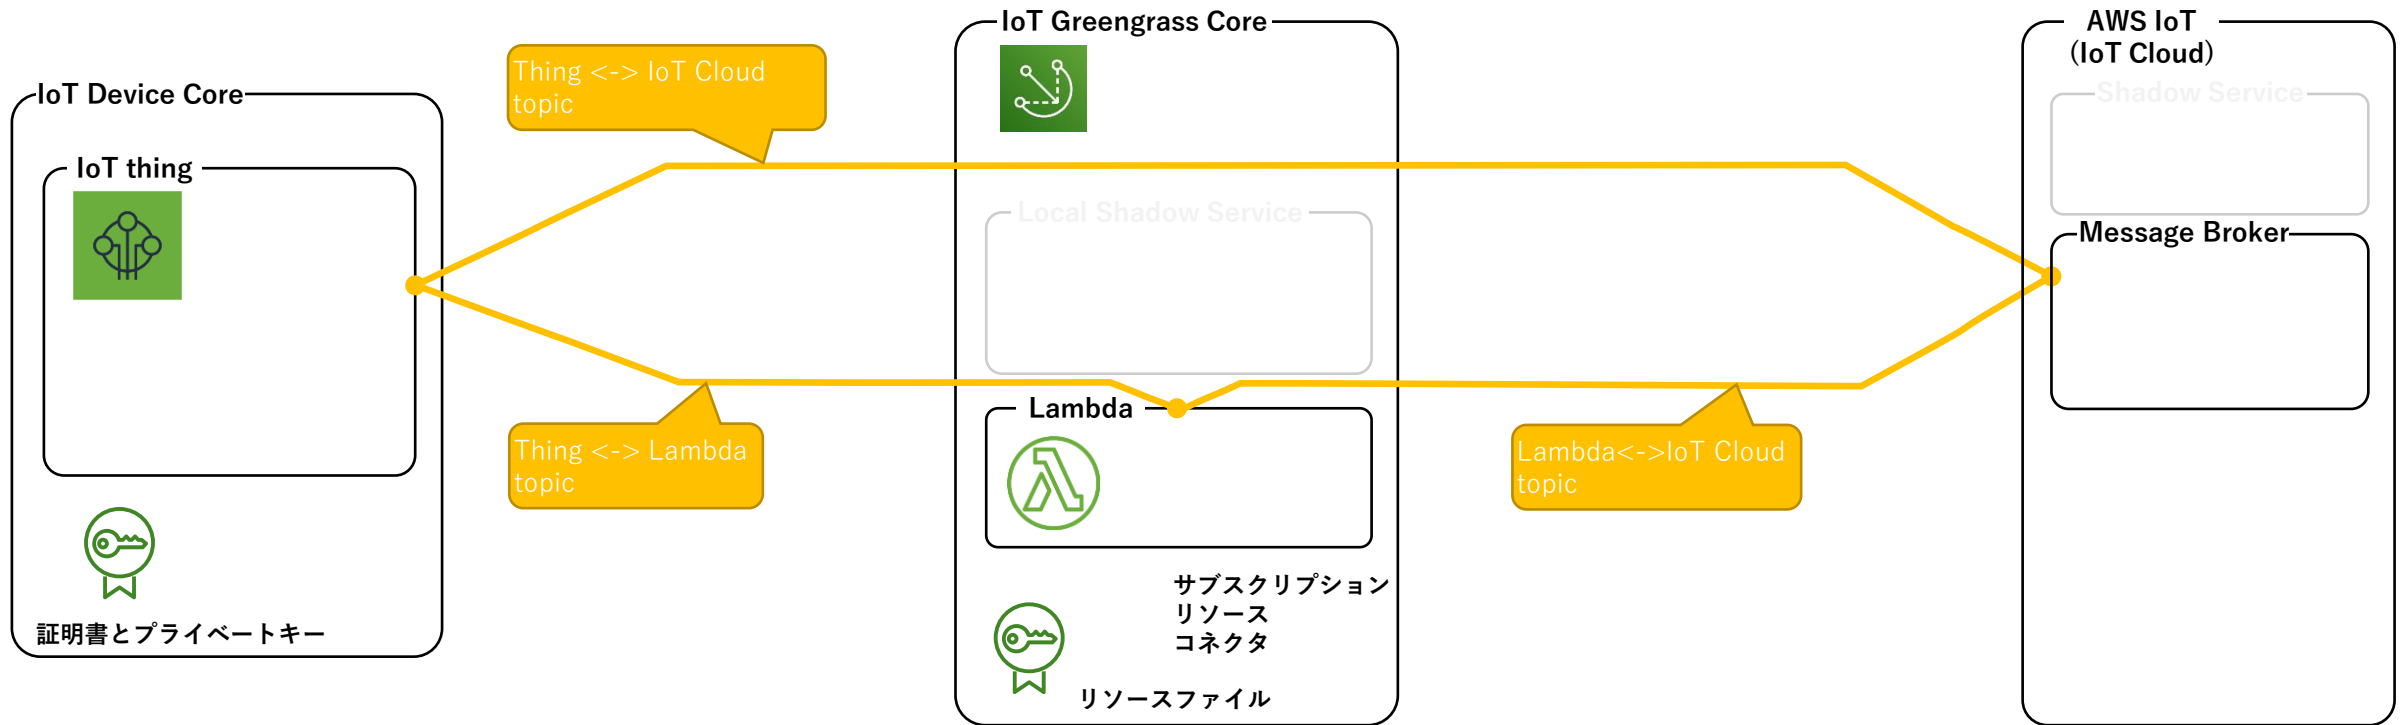 IoT Device Core
IoT thing
証明書とプライベートキー
Thing <-> IoT Cloud
topic
Thing <-> Lambda
topic
IoT Greengrass Core
Local Shadow Service
Lambda
サブスクリプション
リソース
コネクタ
リソースファイル
Lambda<->IoT Cloud
topic
AWS IoT
(IoT Cloud)
Shadow Service
Message Broker